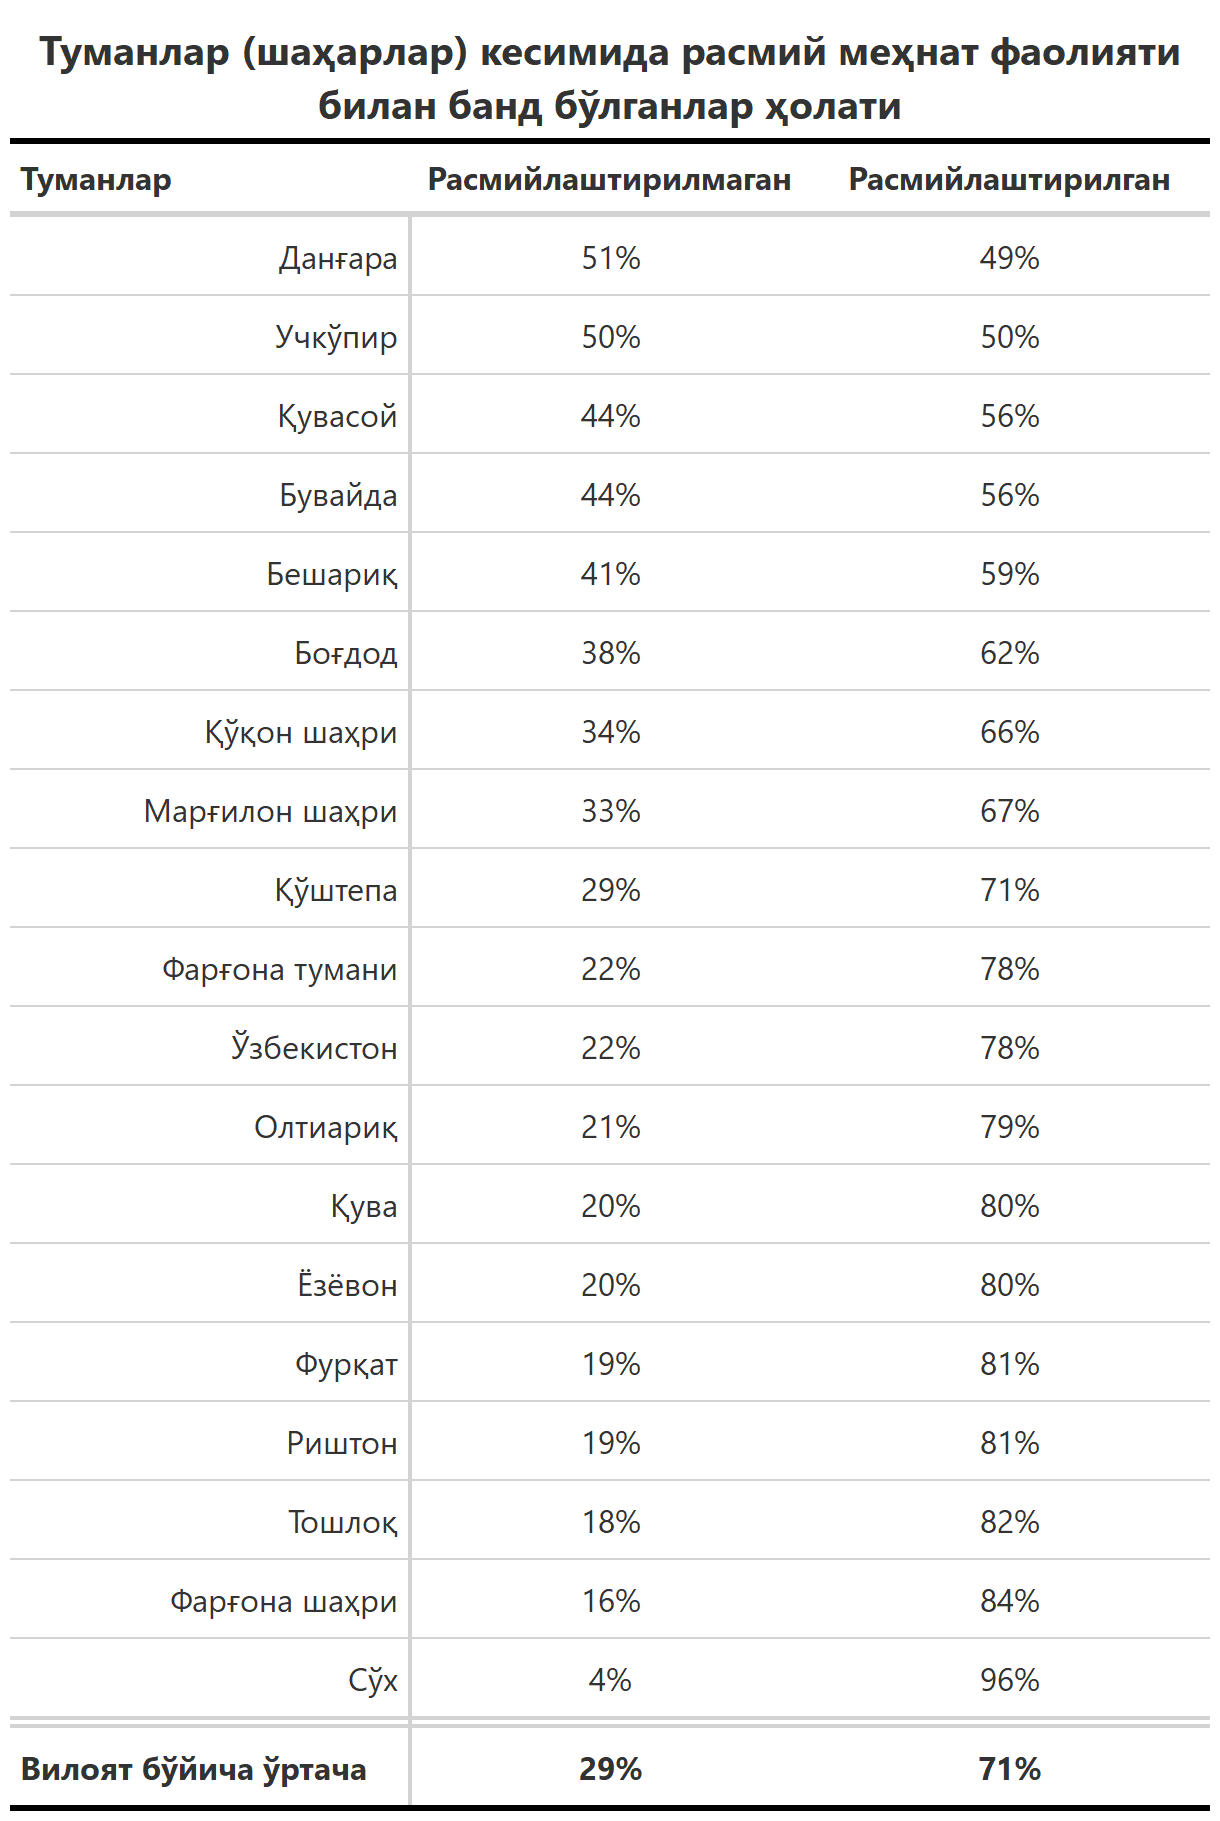 Туманлар (шаҳарлар) кесимида расмий меҳнат фаолияти
билан банд бўлганлар ҳолати
Туманлар Расмийлаштирилмаган Расмийлаштирилган
Данғара 51% 49%
Учкўпир 50% 50%
Қувасой 44% 56%
Бувайда 44% 56%
Бешариқ 41% 59%
Боғдод 38% 62%
Қўқон шаҳри 34% 66%
Марғилон шаҳри 33% 67%
Қўштепа 29% 71%
Фарғона тумани 22% 78%
Ўзбекистон 22% 78%
Олтиариқ 21% 79%
Қува 20% 80%
Ёзёвон 20% 80%
Фурқат 19% 81%
Риштон 19% 81%
Тошлоқ 18% 82%
Фарғона шаҳри 16% 84%
Сўх 4% 96%
Вилоят бўйича ўртача 29% 71%